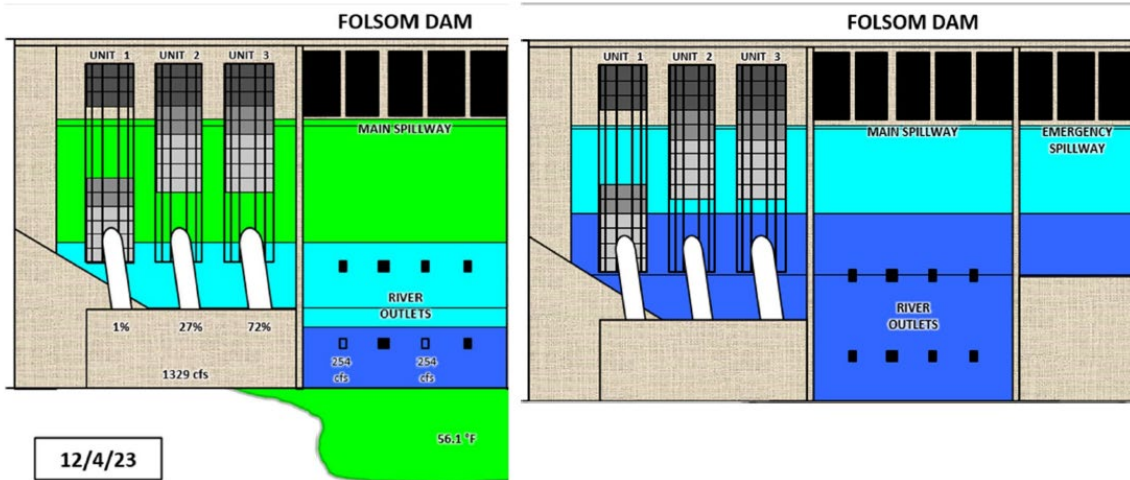 FOLSOM DAM
UNIT 1 UNIT 2 UNIT 3
MAIN SPILLWAY
RIVER
OUTLETS
1% 27% 72%
254
cfs
254
cfs
1329 cfs
56.1 °F
12/4/23
FOLSOM DAM
UNIT 1 UNIT 2 UNIT 3
MAIN SPILLWAY
EMERGENCY
SPILLWAY
RIVER
OUTLETS